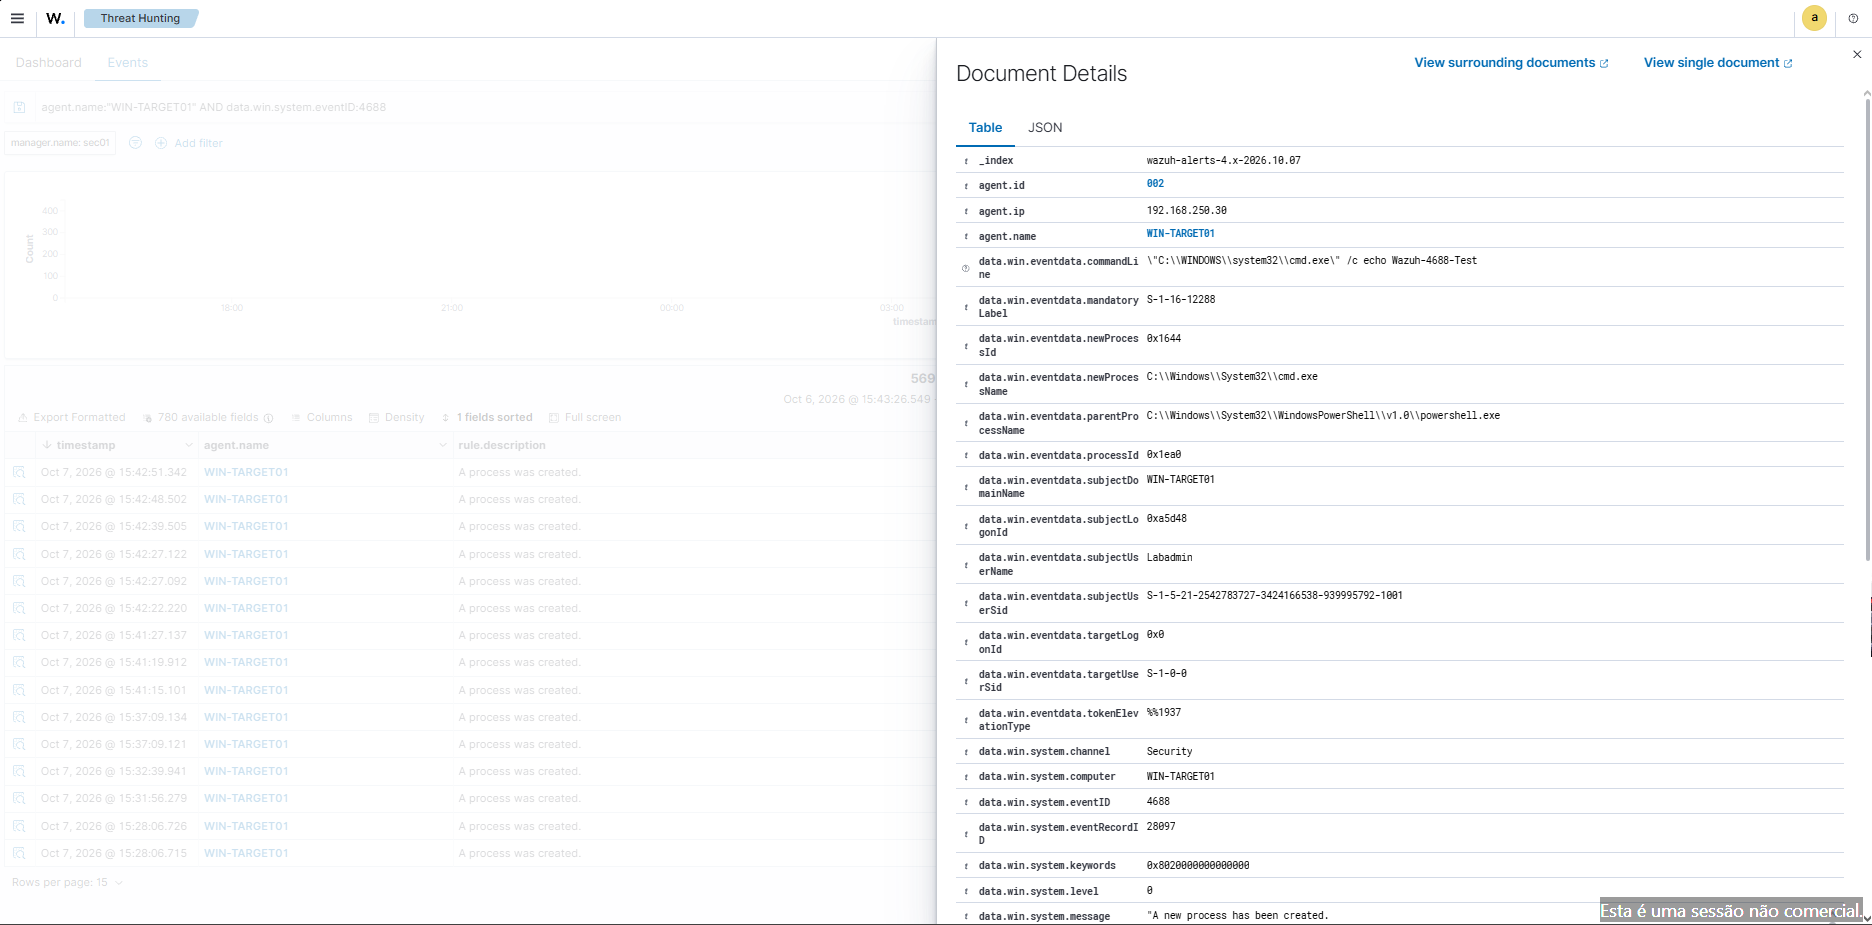 W.
Threat Hunting
a
Dashboard
Events
agent.name:"WIN-TARGET01" AND data.win.system.eventID:4688
manager.name: sec01
Add filter
400
300
200
100
0
Count
18:00
21:00
00:00
03:00
timestam
569
Oct 6, 2026 @ 15:43:26.549 -
Export Formatted
780 available fields
Columns
Density
1 fields sorted
Full screen
timestamp
agent.name
rule.description
Oct 7, 2026 @ 15:42:51.342 WIN-TARGET01 A process was created.
Oct 7, 2026 @ 15:42:48.502 WIN-TARGET01 A process was created.
Oct 7, 2026 @ 15:42:39.505 WIN-TARGET01 A process was created.
Oct 7, 2026 @ 15:42:27.122 WIN-TARGET01 A process was created.
Oct 7, 2026 @ 15:42:27.092 WIN-TARGET01 A process was created.
Oct 7, 2026 @ 15:42:22.220 WIN-TARGET01 A process was created.
Oct 7, 2026 @ 15:41:27.137 WIN-TARGET01 A process was created.
Oct 7, 2026 @ 15:41:19.912 WIN-TARGET01 A process was created.
Oct 7, 2026 @ 15:41:15.101 WIN-TARGET01 A process was created.
Oct 7, 2026 @ 15:37:09.134 WIN-TARGET01 A process was created.
Oct 7, 2026 @ 15:37:09.121 WIN-TARGET01 A process was created.
Oct 7, 2026 @ 15:32:39.941 WIN-TARGET01 A process was created.
Oct 7, 2026 @ 15:31:56.279 WIN-TARGET01 A process was created.
Oct 7, 2026 @ 15:28:06.726 WIN-TARGET01 A process was created.
Oct 7, 2026 @ 15:28:06.715 WIN-TARGET01 A process was created.
Rows per page: 15
Document Details
View surrounding documents
View single document
Table
JSON
t _index wazuh-alerts-4.x-2026.10.07
t agent.id 002
t agent.ip 192.168.250.30
t agent.name WIN-TARGET01
data.win.eventdata.commandLi \"C:\\WINDOWS\\system32\\cmd.exe\" /c echo Wazuh-4688-Test
ne
t data.win.eventdata.mandatory S-1-16-12288
Label
t data.win.eventdata.newProces 0x1644
sId
t data.win.eventdata.newProces C:\\Windows\\System32\\cmd.exe
sName
t data.win.eventdata.parentPro C:\\Windows\\System32\\WindowsPowerShell\\v1.0\\powershell.exe
cessName
t data.win.eventdata.processId 0x1ea0
t data.win.eventdata.subjectDo WIN-TARGET01
mainName
t data.win.eventdata.subjectLo 0xa5d48
gonId
t data.win.eventdata.subjectUs Labadmin
erName
t data.win.eventdata.subjectUs S-1-5-21-2542783727-3424166538-939995792-1001
erSid
t data.win.eventdata.targetLog 0x0
onId
t data.win.eventdata.targetUse S-1-0-0
rSid
t data.win.eventdata.tokenElev %%1937
ationType
t data.win.system.channel Security
t data.win.system.computer WIN-TARGET01
t data.win.system.eventID 4688
t data.win.system.eventRecordI 28097
D
t data.win.system.keywords 0x8020000000000000
t data.win.system.level 0
t data.win.system.message "A new process has been created.
Esta é uma sessão não comercial.